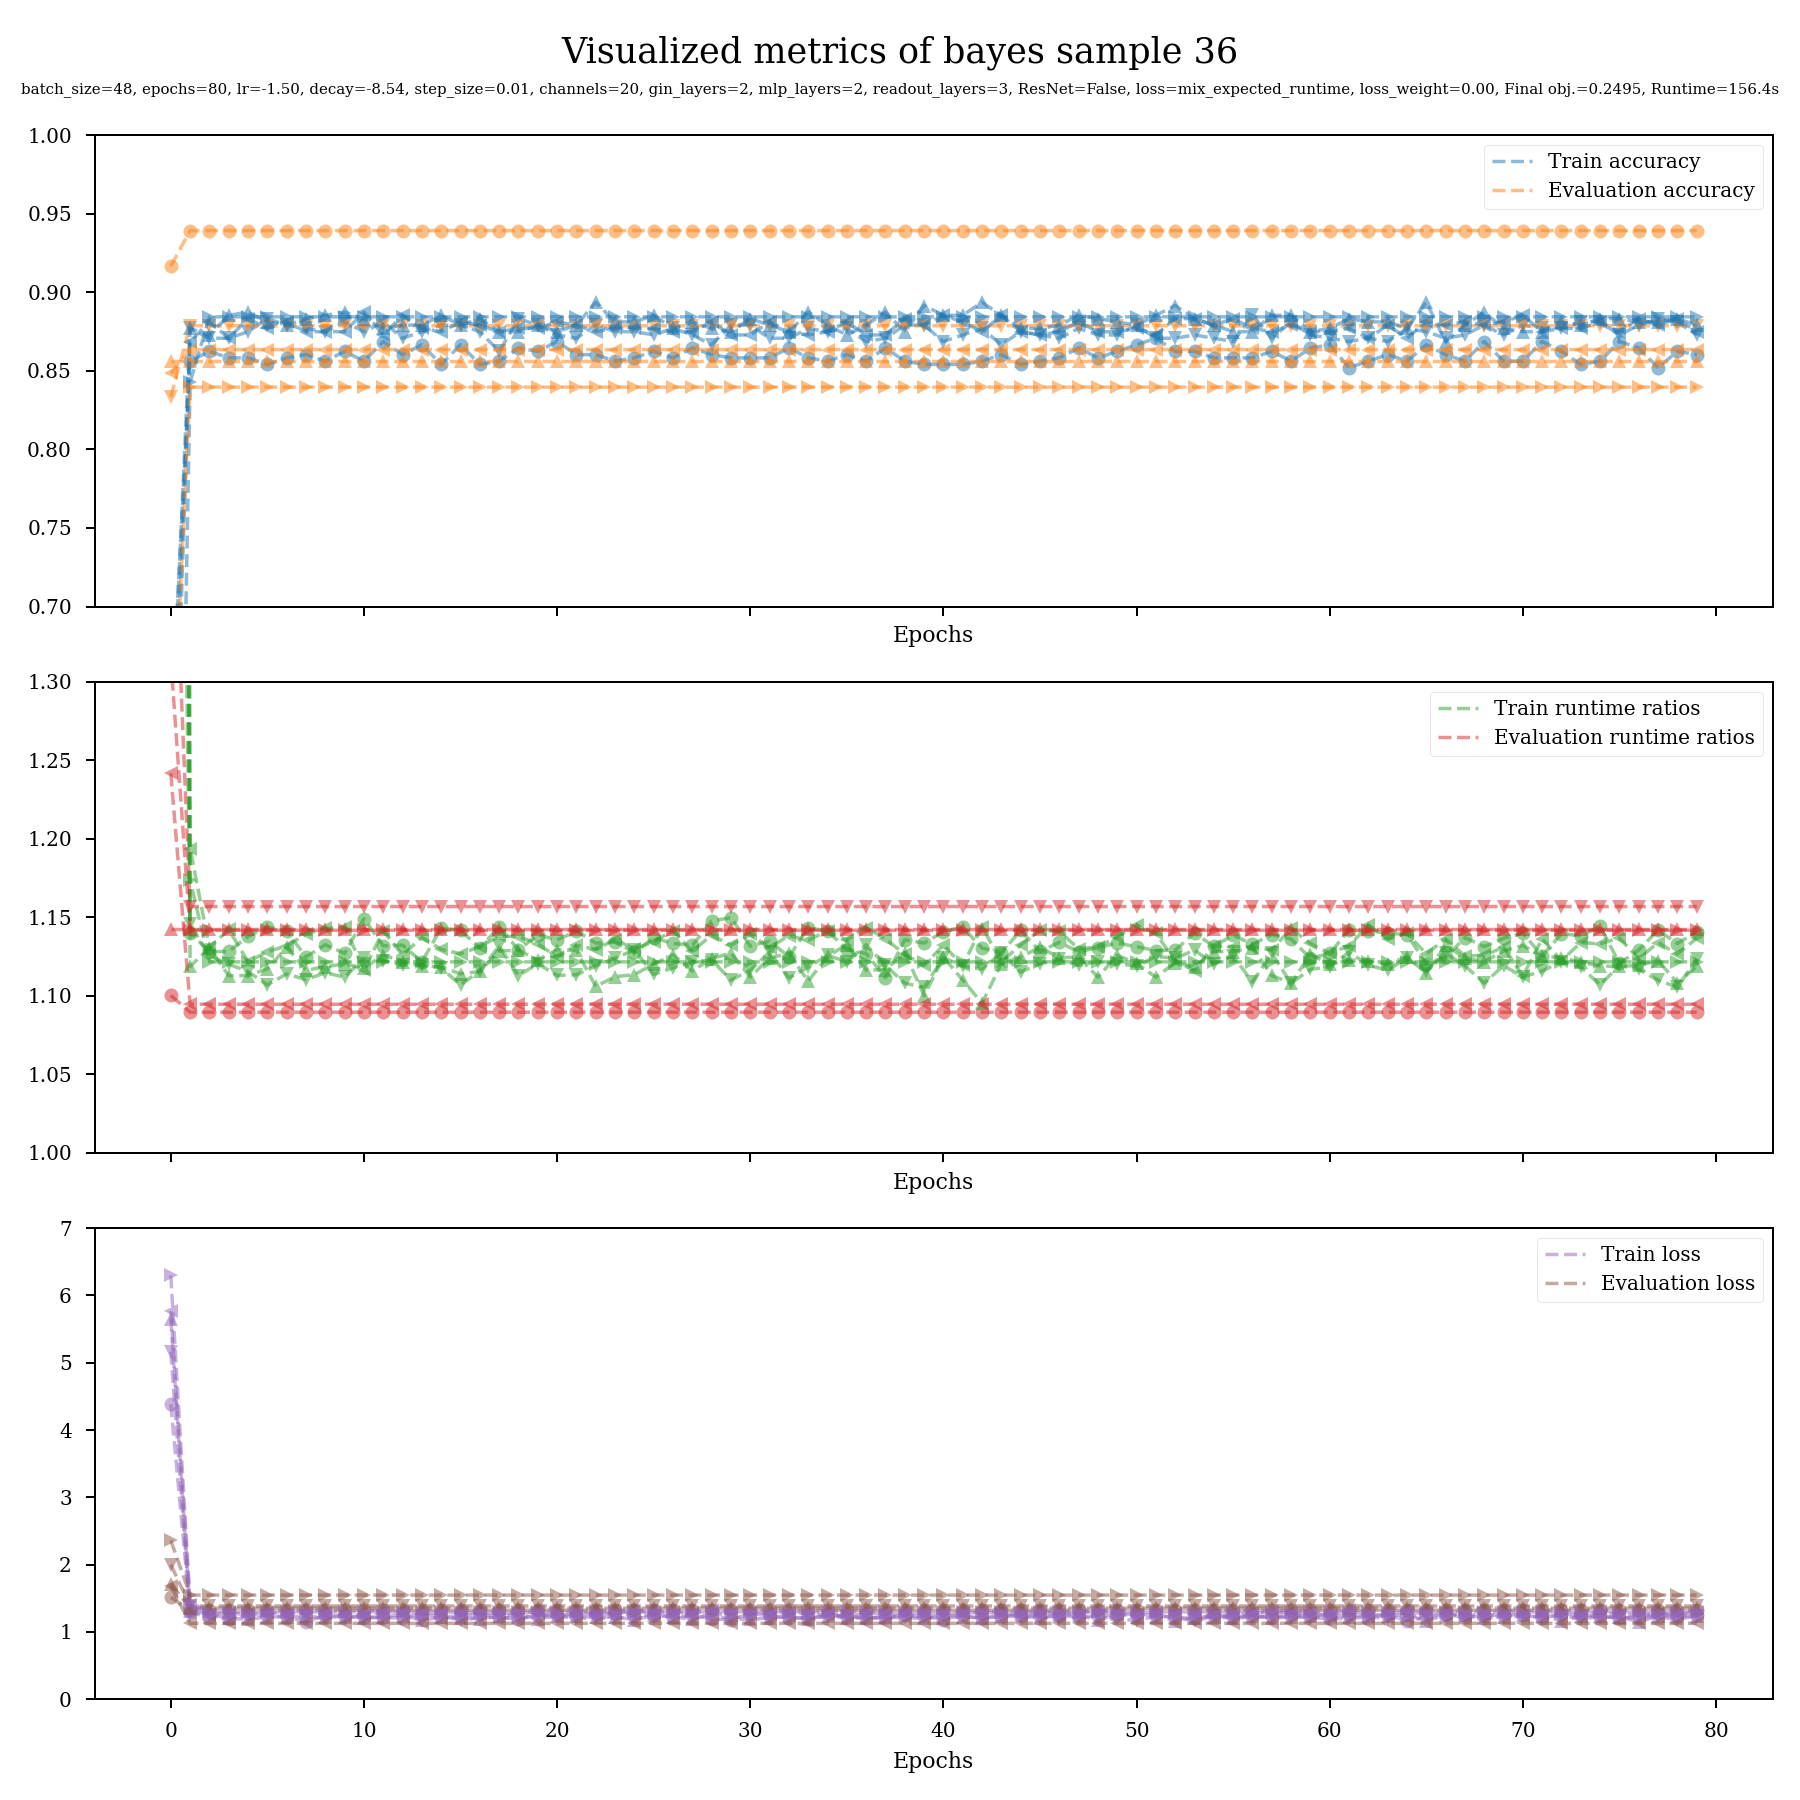 Visualized metrics of bayes sample 36
batch_size=48, epochs=80, lr=-1.50, decay=-8.54, step_size=0.01, channels=20, gin_layers=2, mlp_layers=2, readout_layers=3, ResNet=False, loss=mix_expected_runtime, loss_weight=0.00, Final obj.=0.2495, Runtime=156.4s
1.00
0.95
0.90
0.85
0.80
0.75
0.70
Train accuracy
Evaluation accuracy
Epochs
1.30
1.25
1.20
1.15
1.10
1.05
1.00
Train runtime ratios
Evaluation runtime ratios
Epochs
7
6
5
4
3
2
1
0
Train loss
Evaluation loss
0 10 20 30 40 50 60 70 80
Epochs